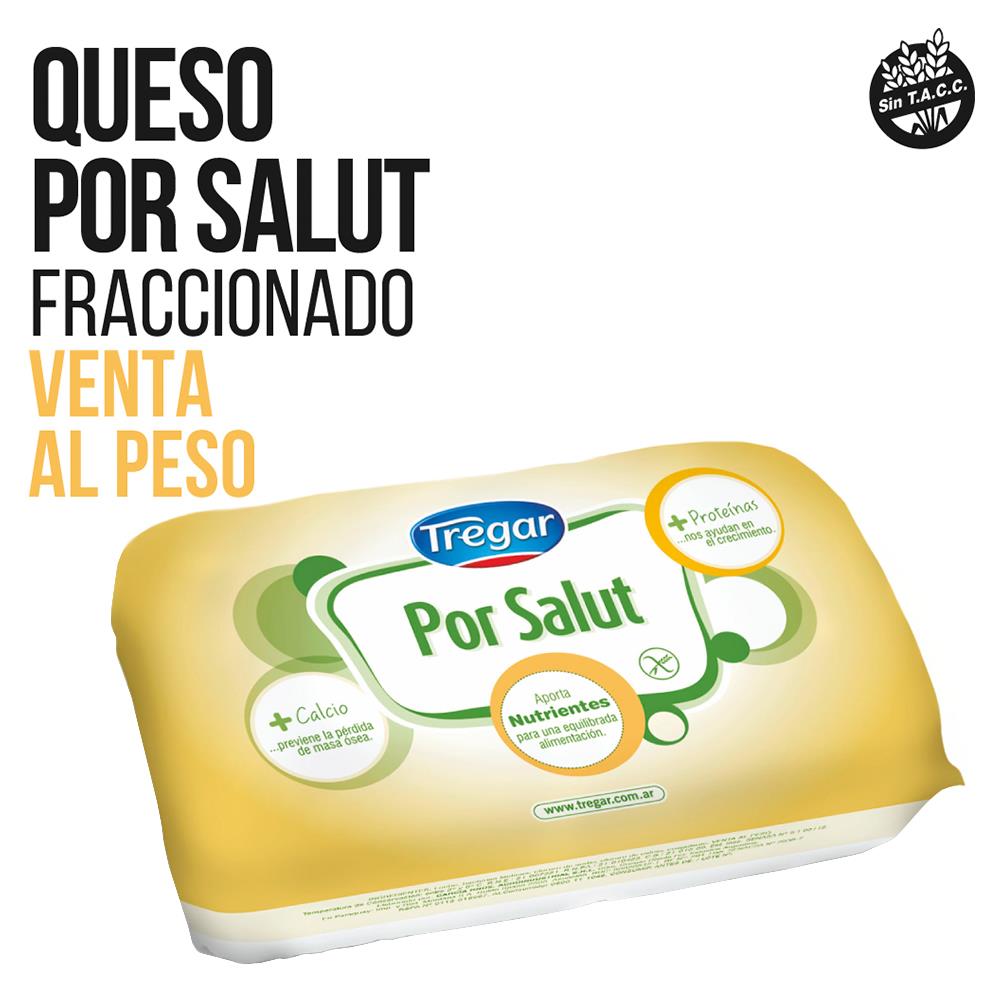 QUESO
POR SALUT
FRACCIONADO
VENTA
AL PESO
Sin T.A.C.C.
Tregar
Por Salut
+ Proteínas
...nos ayudan en
el crecimiento.
+ Calcio
...previene la pérdida
de masa ósea.
Aporta
Nutrientes
para una equilibrada
alimentación.
www.tregar.com.ar